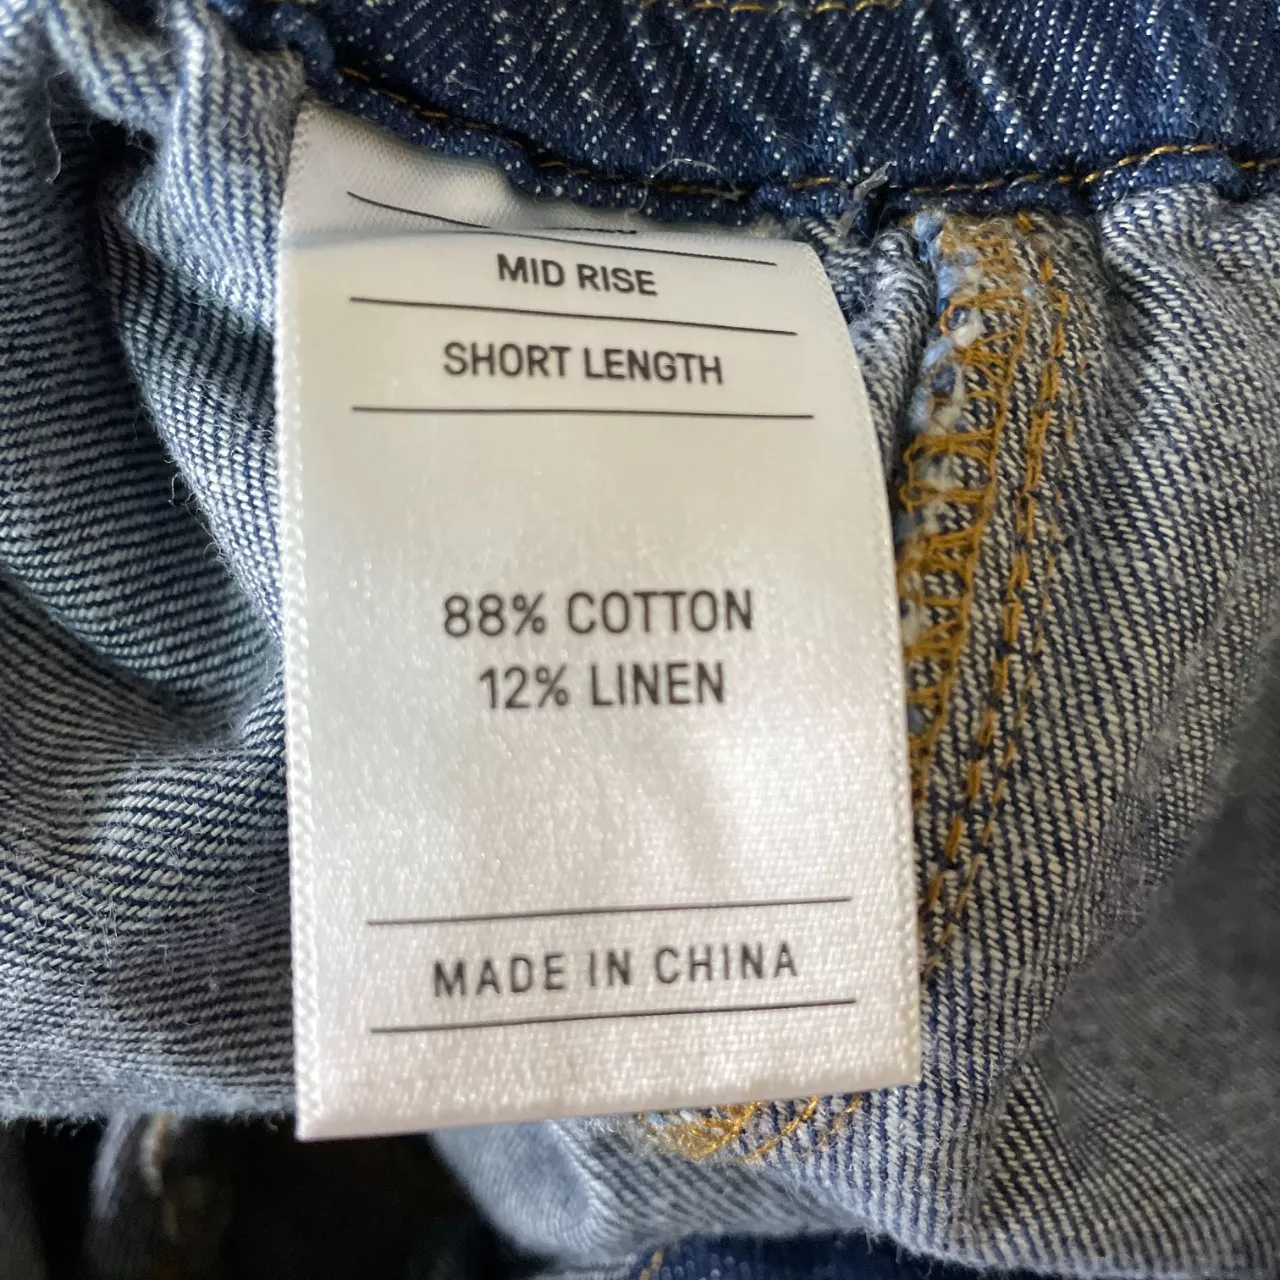 MID RISE
SHORT LENGTH
88% COTTON
12% LINEN
MADE IN CHINA